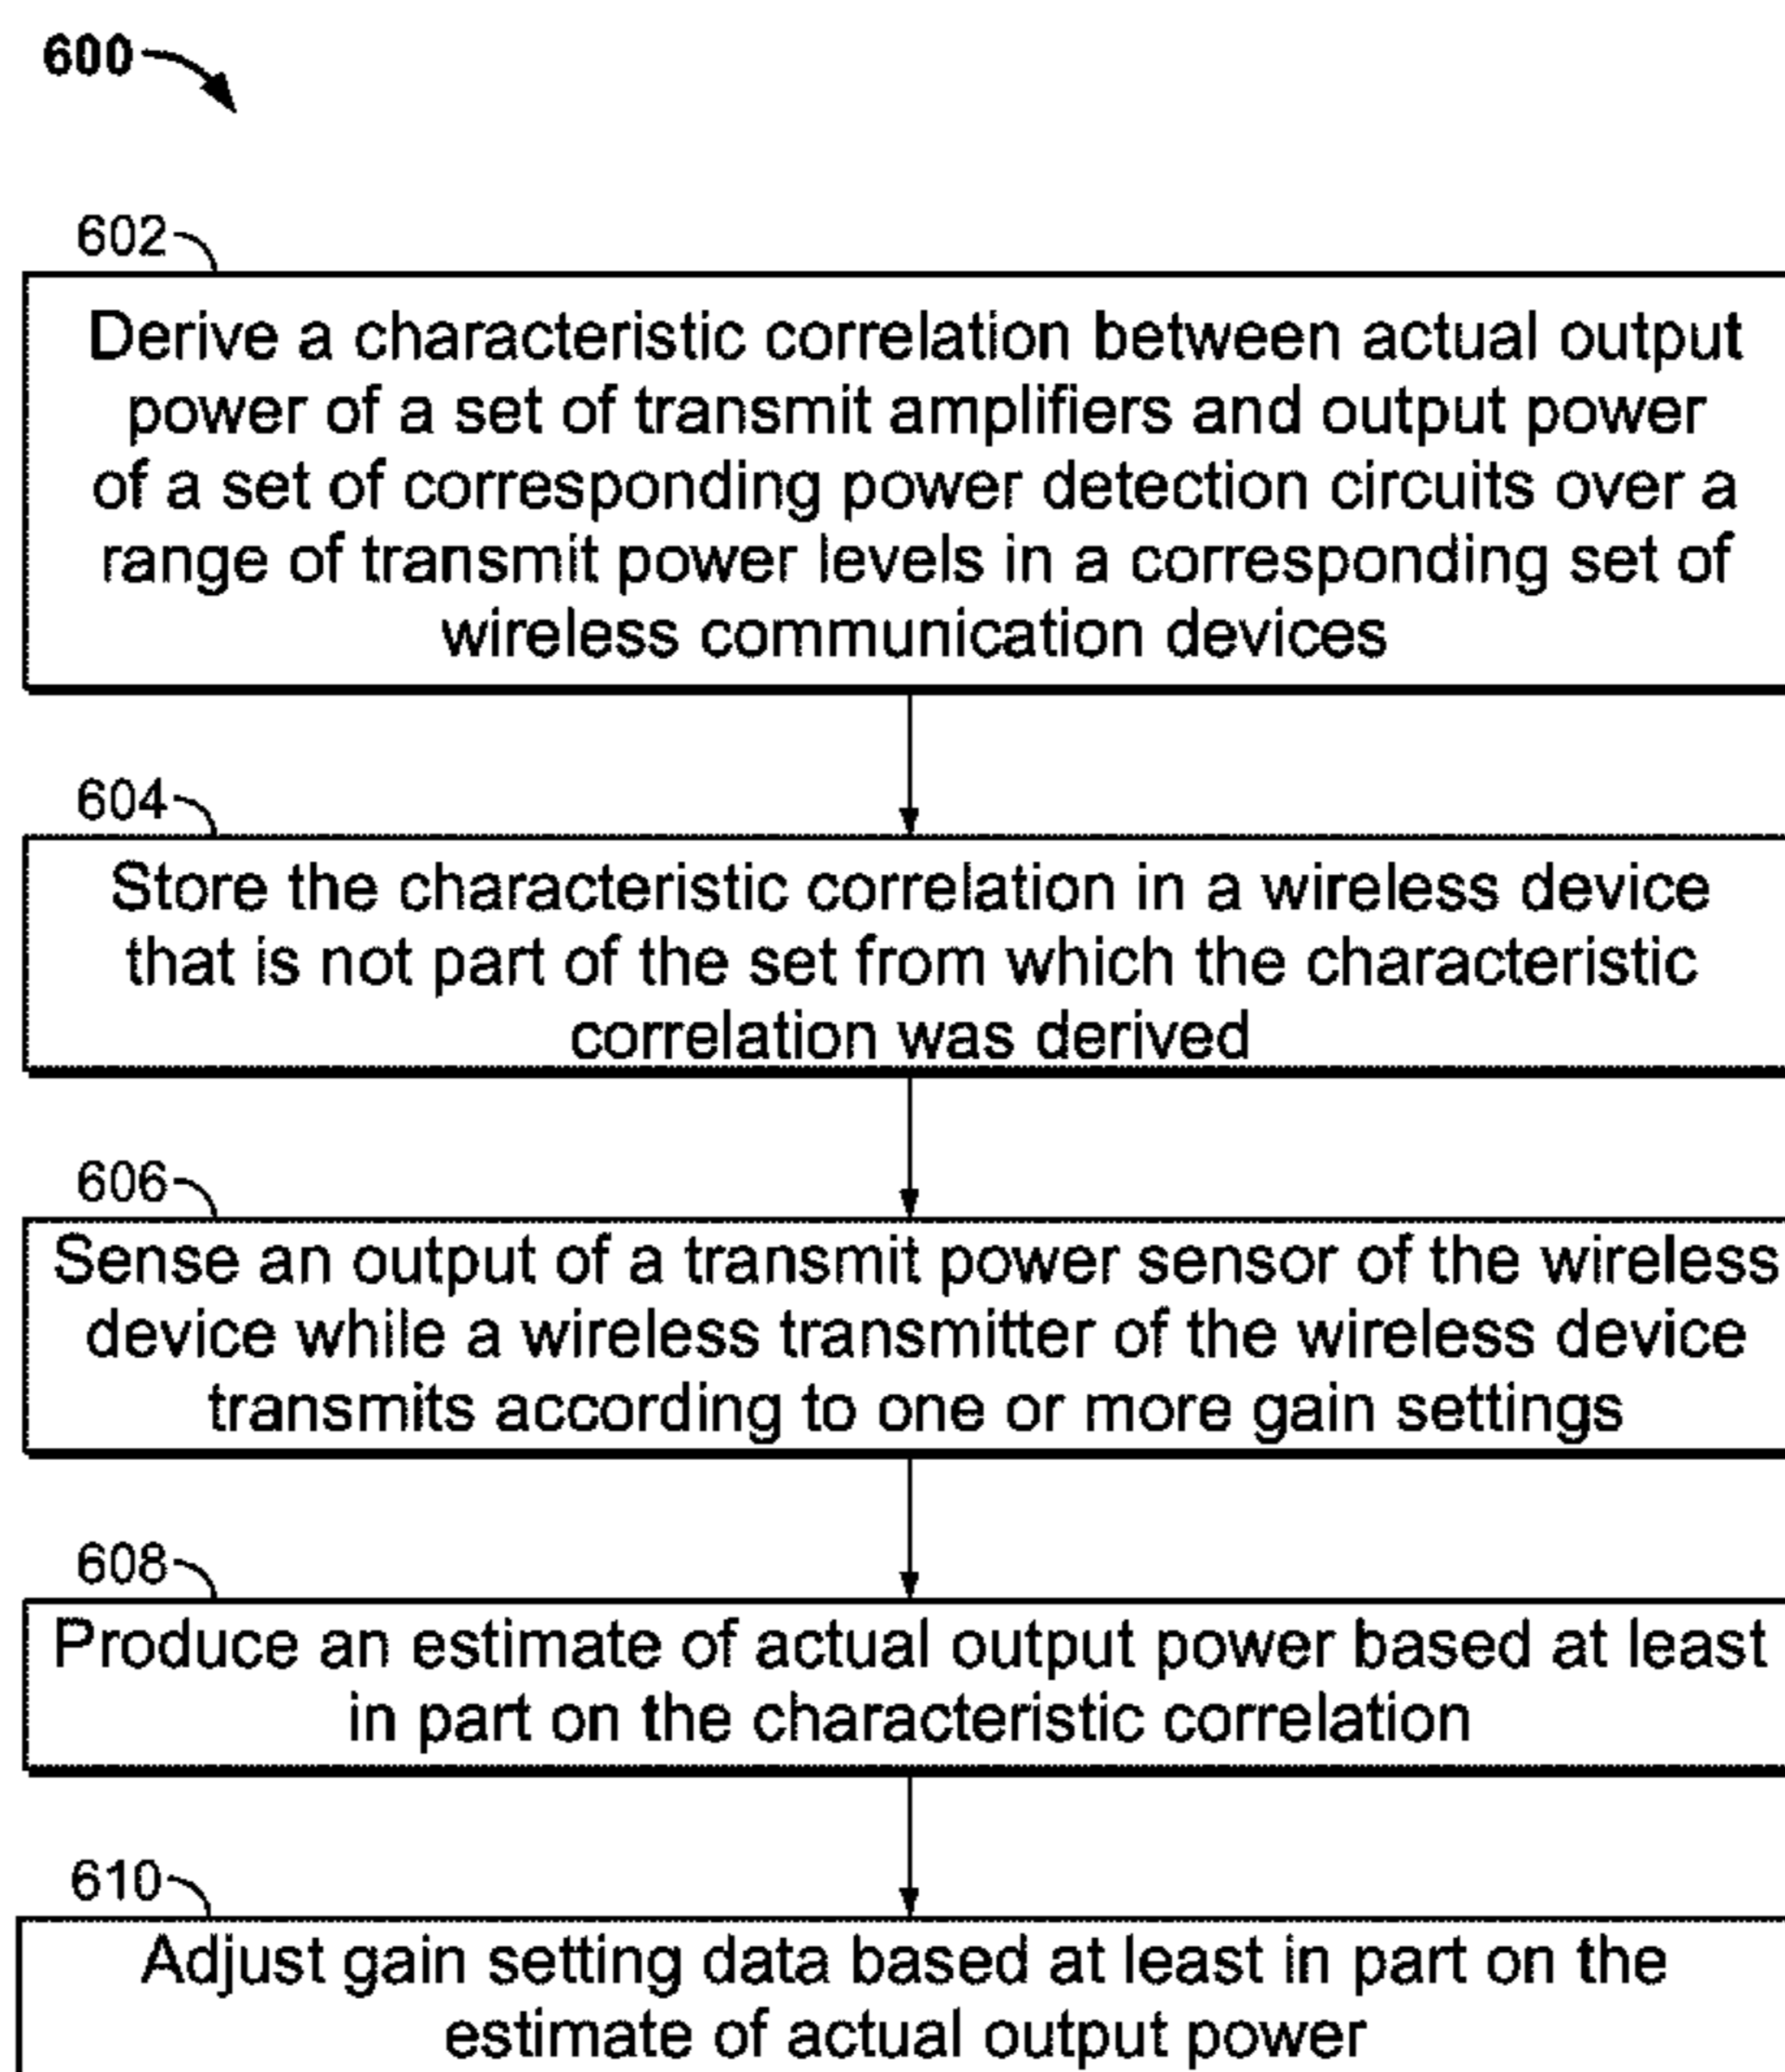 600
602
Derive a characteristic correlation between actual output
power of a set of transmit amplifiers and output power
of a set of corresponding power detection circuits over a
range of transmit power levels in a corresponding set of
wireless communication devices
604
Store the characteristic correlation in a wireless device
that is not part of the set from which the characteristic
correlation was derived
606
Sense an output of a transmit power sensor of the wireless
device while a wireless transmitter of the wireless device
transmits according to one or more gain settings
608
Produce an estimate of actual output power based at least
in part on the characteristic correlation
610
Adjust gain setting data based at least in part on the
estimate of actual output power